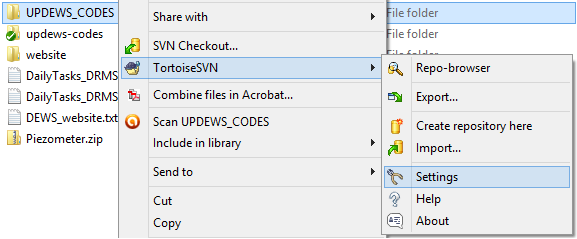 UPDEWS_CODES
updews-codes
website
DailyTasks_DRMS
DailyTasks_DRMS
DEWS_website.txt
Piezometer.zip
Share with
SVN Checkout...
TortoiseSVN
Combine files in Acrobat...
Scan UPDEWS_CODES
Include in library
Send to
Cut
Copy
File folder
File folder
File folder
Repo-browser
Export...
Create repository here
Import...
Settings
Help
About